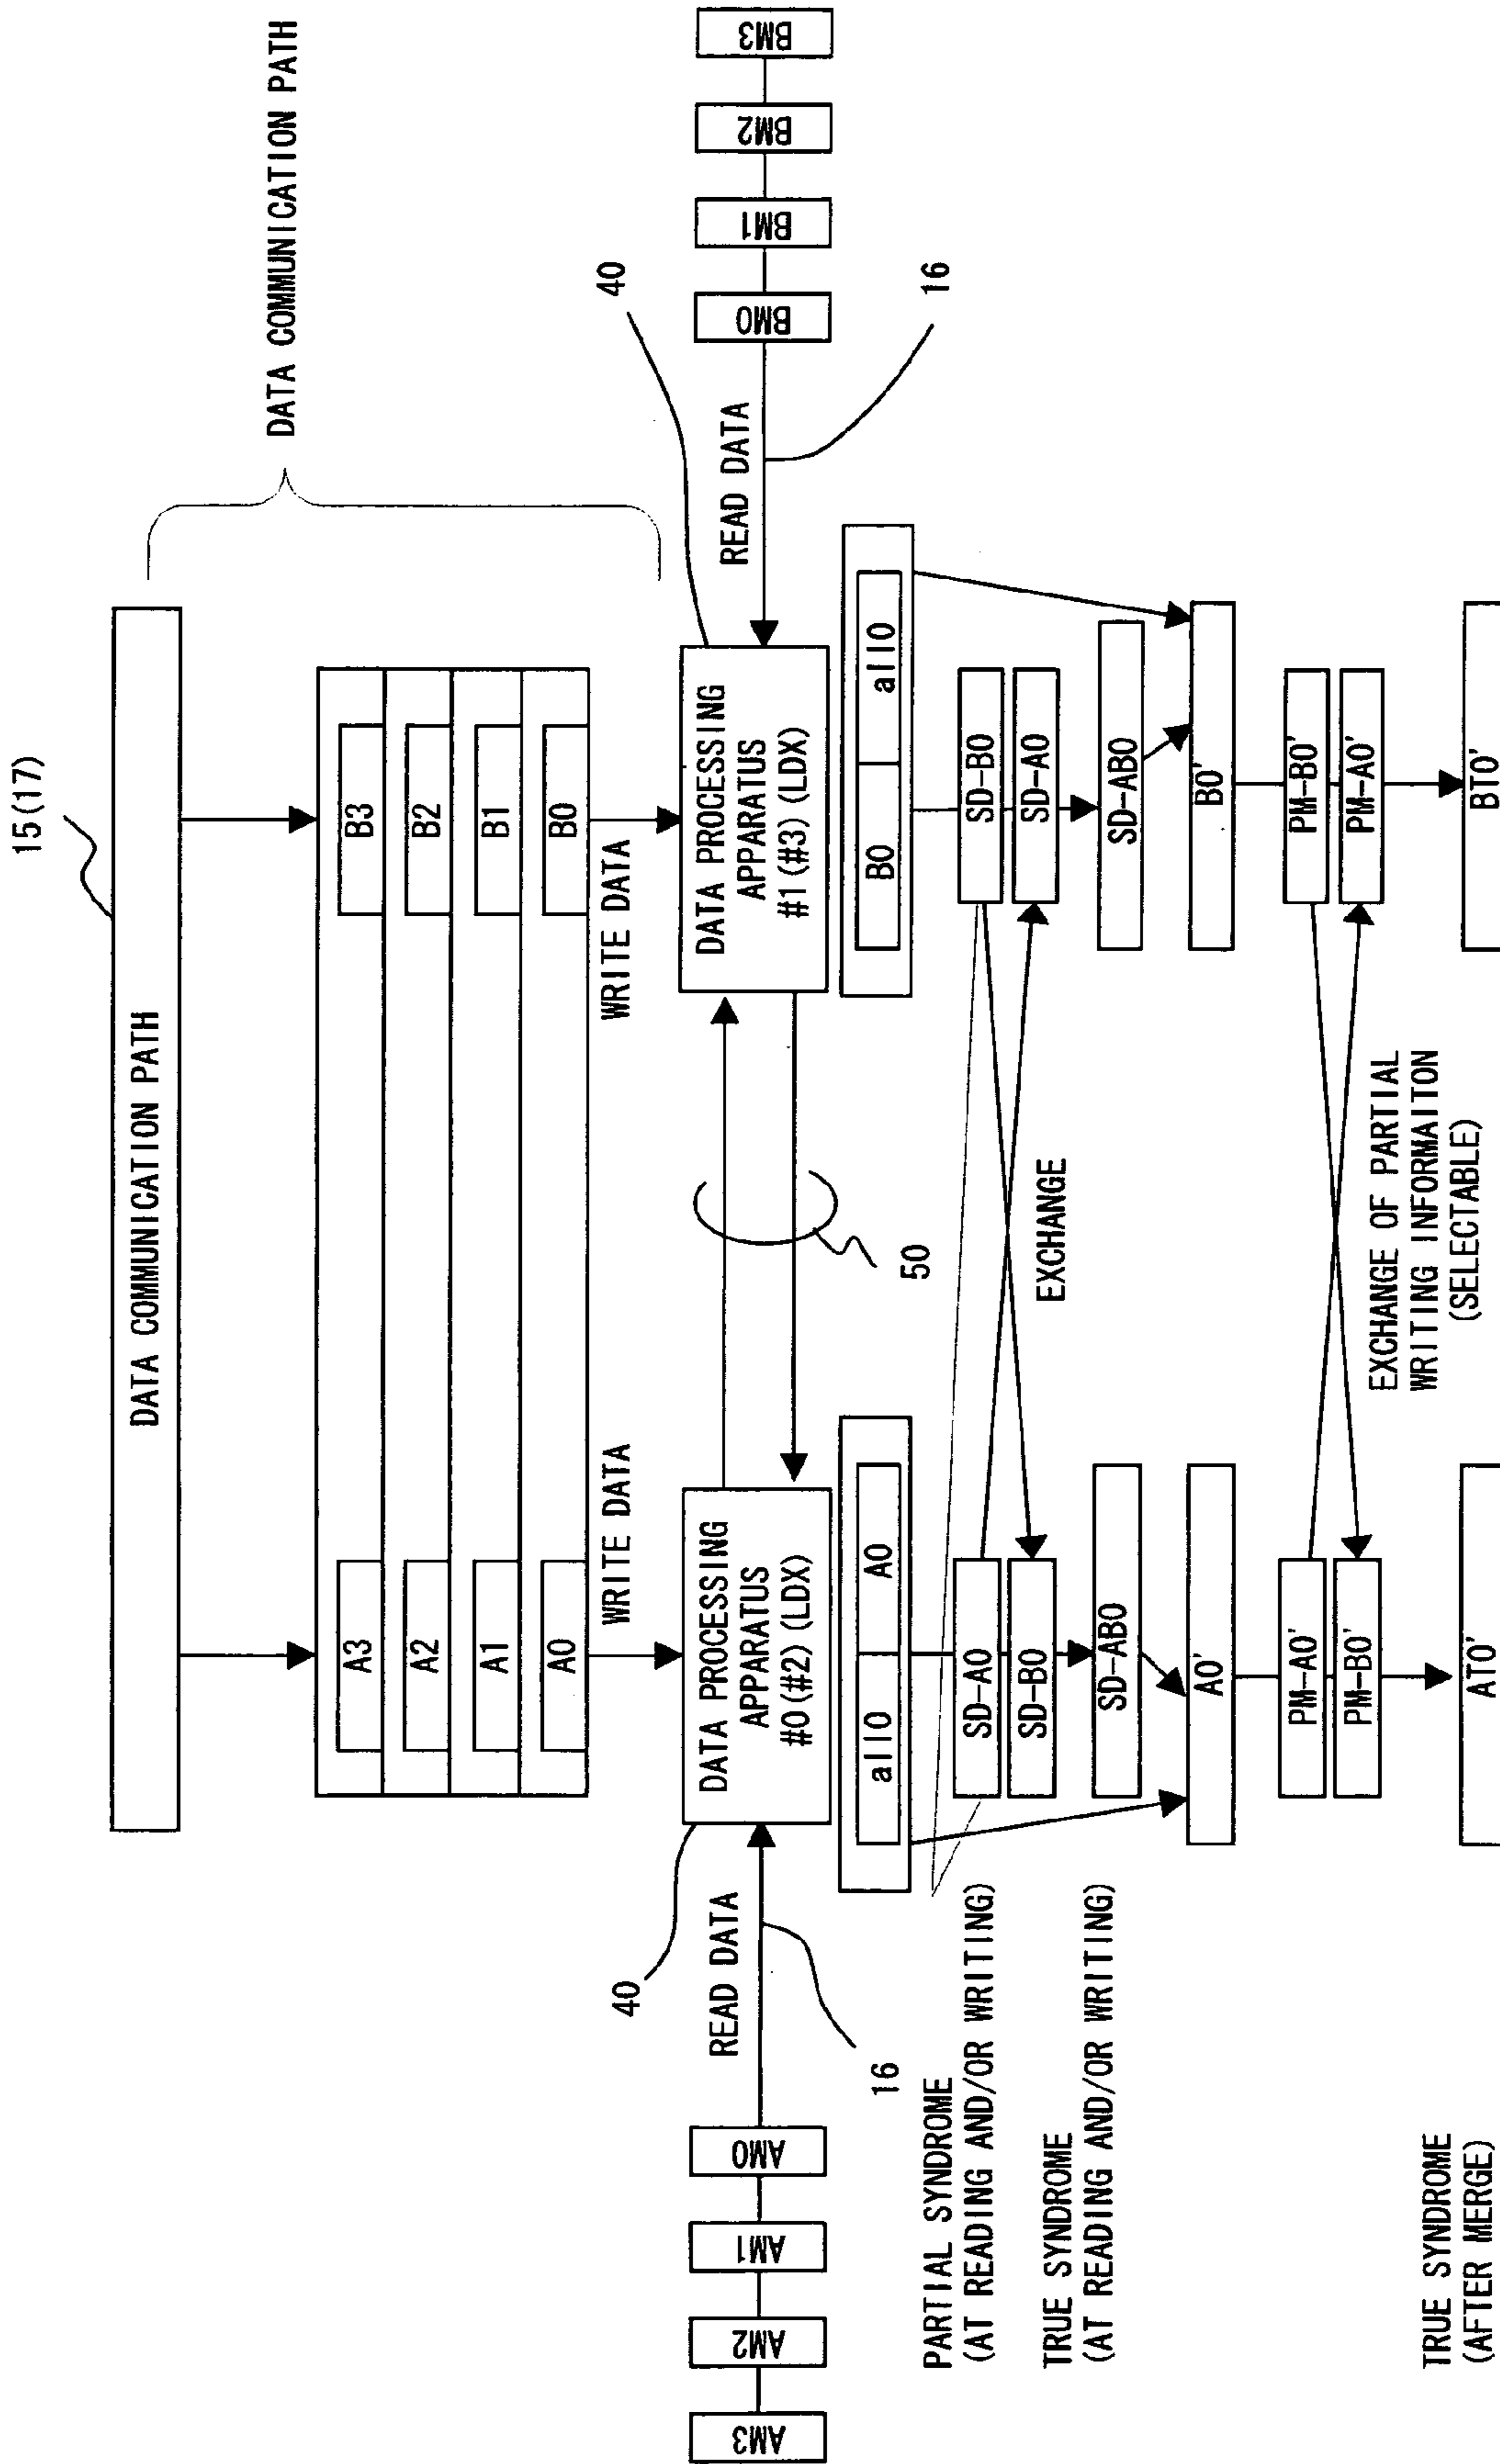 15(17)
DATA COMMUNICATION PATH
DATA COMMUNICATION PATH
A3
B3
A2
B2
A1
B1
A0
B0
WRITE DATA
WRITE DATA
40
40
AM3
AM2
AM1
AM0
READ DATA
16
DATA PROCESSING
APPARATUS
#0(#2)(LDX)
50
DATA PROCESSING
APPARATUS
#1(#3)(LDX)
READ DATA
16
BM0
BM1
BM2
BM3
all0
A0
B0
all0
PARTIAL SYNDROME
(AT READING AND/OR WRITING)
SD-A0
SD-B0
EXCHANGE
SD-B0
SD-A0
TRUE SYNDROME
(AT READING AND/OR WRITING)
SD-AB0
SD-AB0
A0'
B0'
PM-A0'
PM-B0'
EXCHANGE OF PARTIAL
WRITING INFORMAITON
(SELECTABLE)
PM-B0'
PM-A0'
TRUE SYNDROME
(AFTER MERGE)
AT0'
BT0'